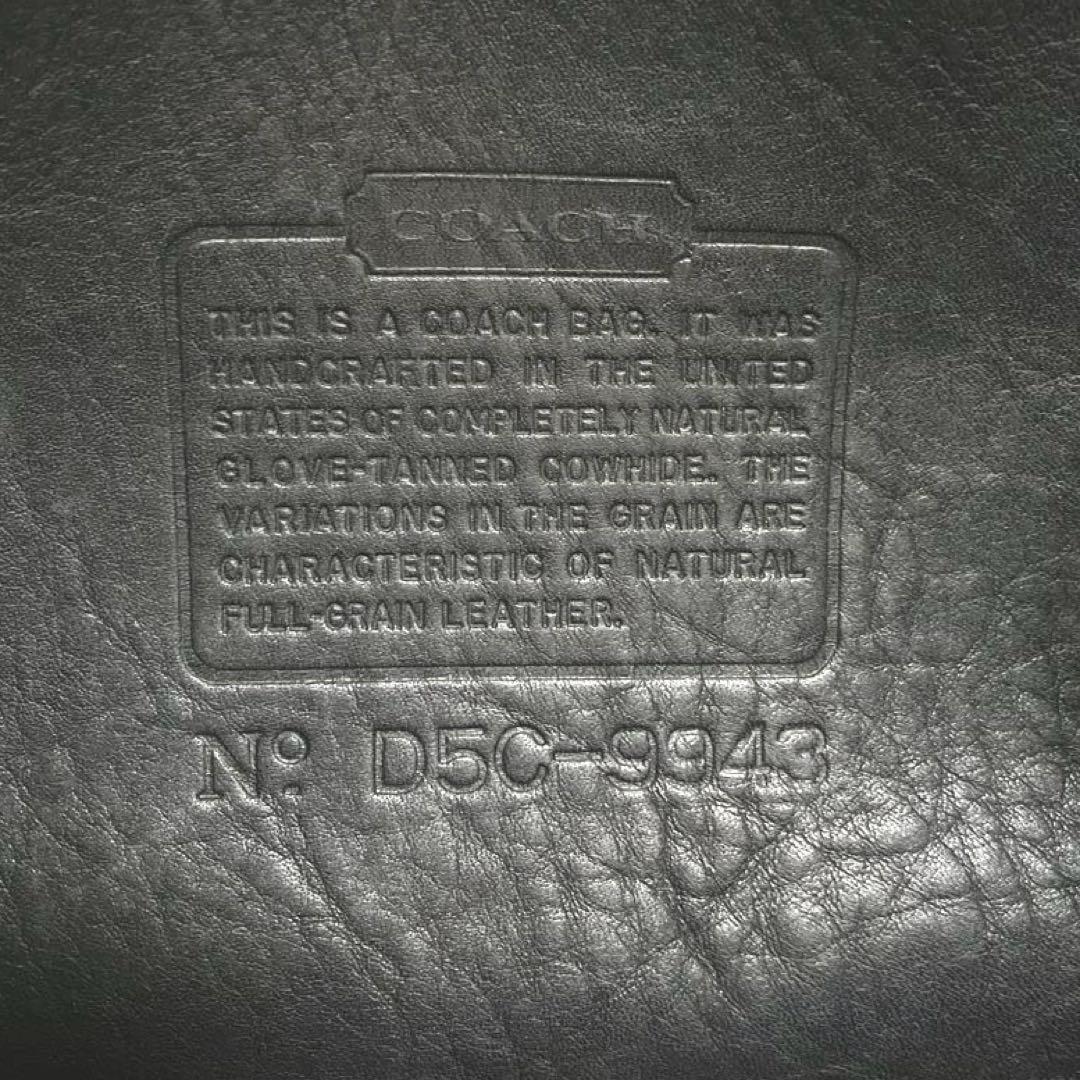 COACH
THIS IS A COACH BAG. IT WAS
HANDCRAFTED IN THE UNITED
STATES OF COMPLETELY NATURAL
GLOVE-TANNED COWHIDE. THE
VARIATIONS IN THE GRAIN ARE
CHARACTERISTIC OF NATURAL
FULL-GRAIN LEATHER.
Nº D5C-9943